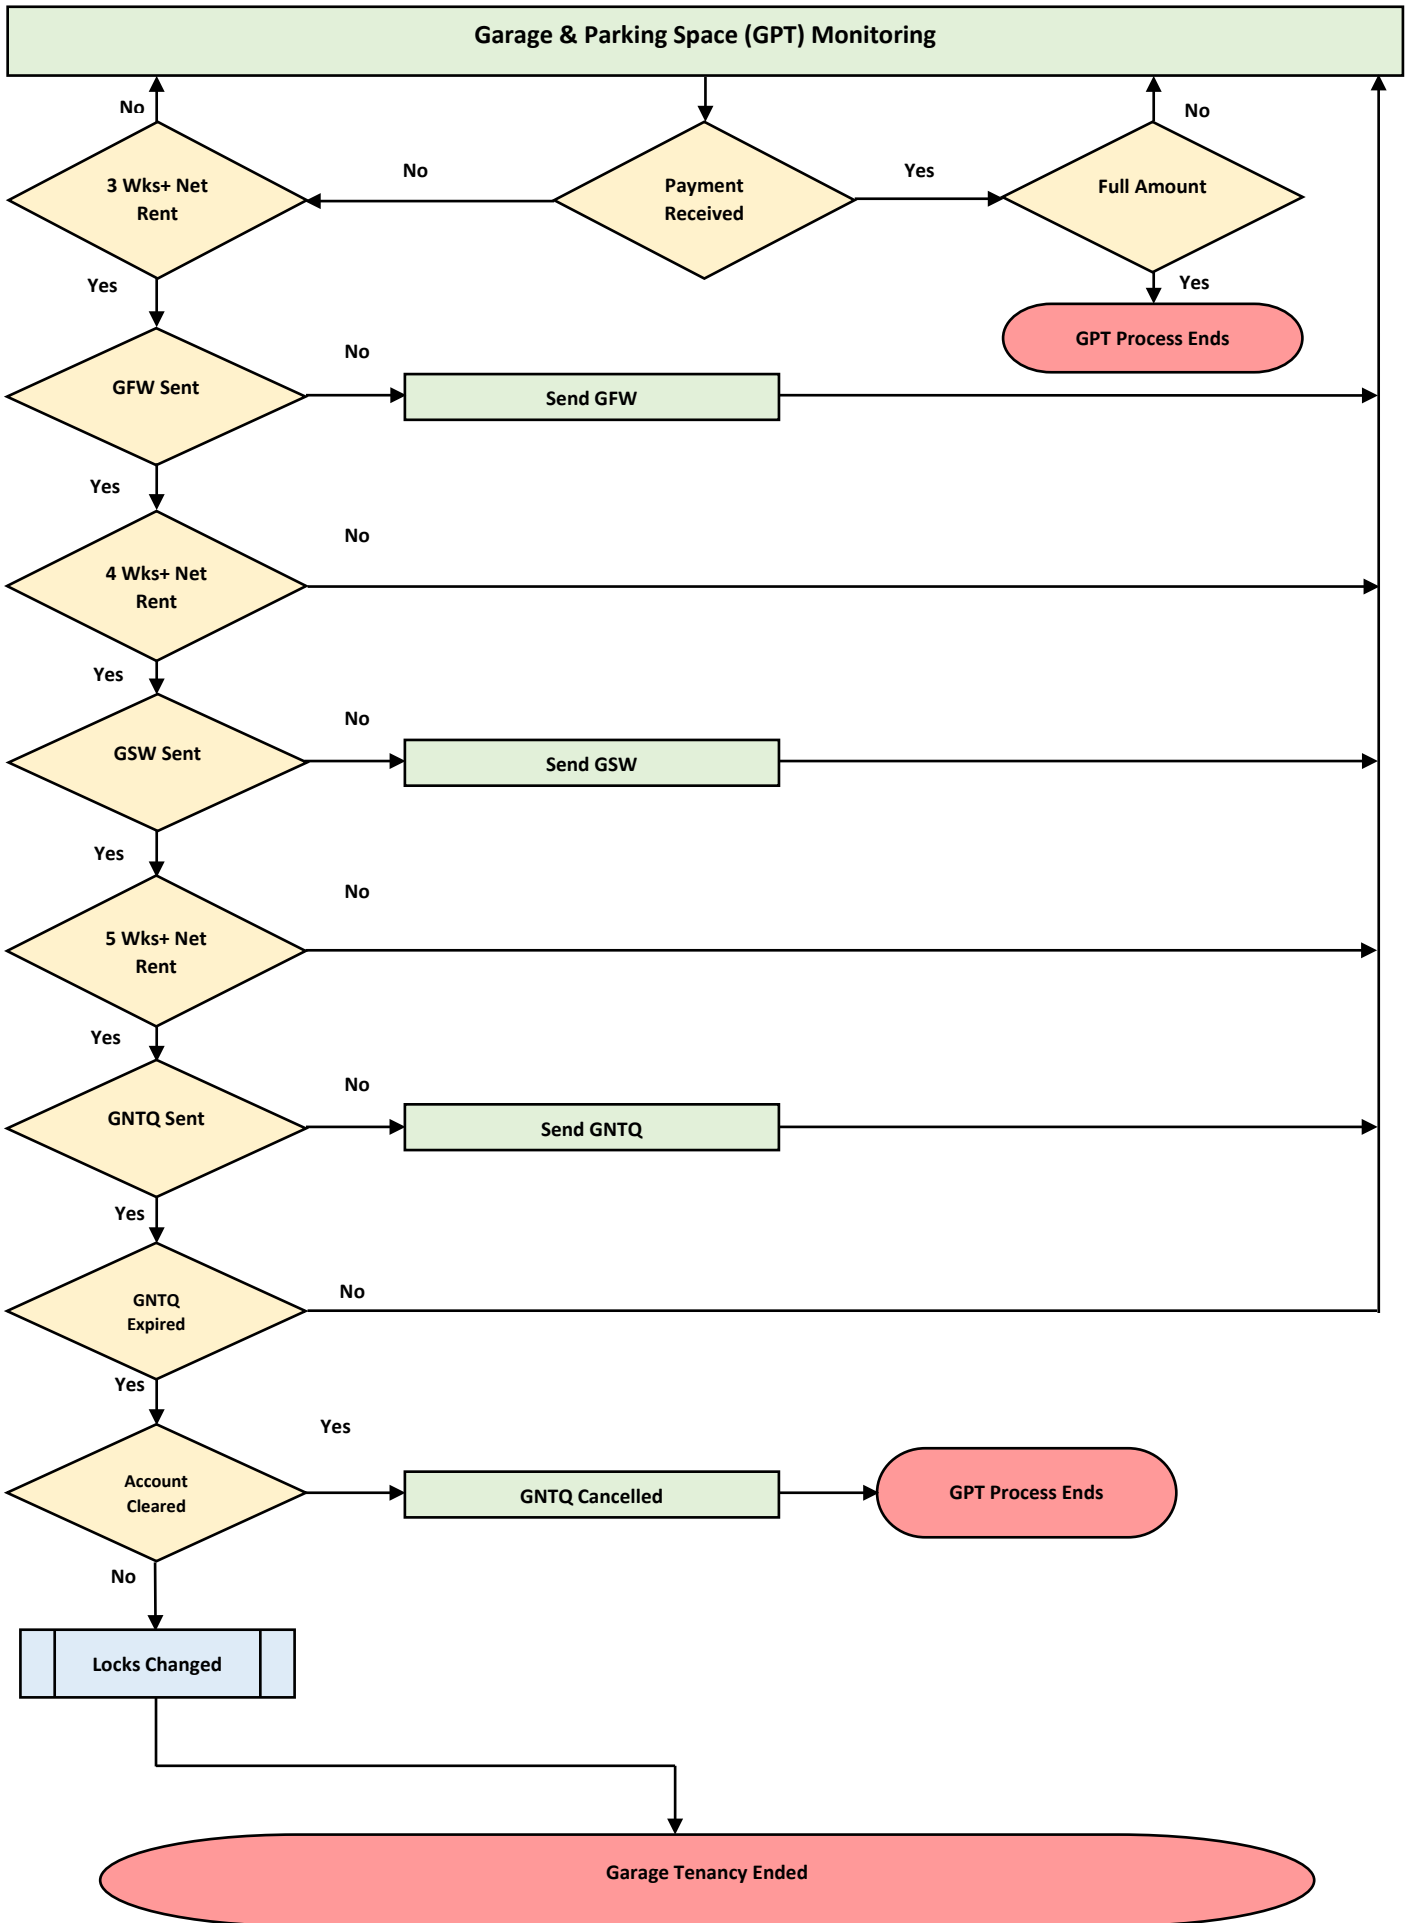 Garage & Parking Space (GPT) Monitoring
No
No
3 Wks+ Net
Rent
No
Payment
Received
Yes
Full Amount
Yes
Yes
GPT Process Ends
No
GFW Sent
Send GFW
Yes
No
4 Wks+ Net
Rent
Yes
No
GSW Sent
Send GSW
Yes
No
5 Wks+ Net
Rent
Yes
No
GNTQ Sent
Send GNTQ
Yes
No
GNTQ
Expired
Yes
Yes
Account
Cleared
GNTQ Cancelled
GPT Process Ends
No
Locks Changed
Garage Tenancy Ended